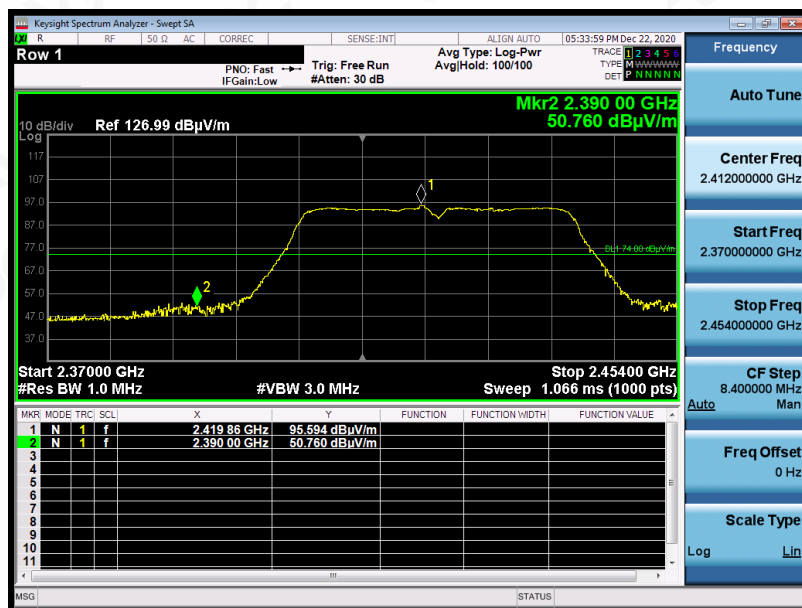 Keysight Spectrum Analyzer - Swept SA
LXI R RF 50 Ω AC CORREC SENSE:INT ALIGN AUTO 05:33:59 PM Dec 22, 2020
Row 1
PNO: Fast
IFGain:Low
Trig: Free Run
#Atten: 30 dB
Avg Type: Log-Pwr
Avg|Hold: 100/100
TRACE 1 2 3 4 5 6
TYPE M W W W W W
DET P N N N N N
Mkr2 2.390 00 GHz
50.760 dBµV/m
10 dB/div Ref 126.99 dBµV/m
Log
117
107
97.0
87.0
77.0
67.0
57.0
47.0
37.0
1
2
DL1 74.00 dBµV/m
Start 2.37000 GHz Stop 2.45400 GHz
#Res BW 1.0 MHz #VBW 3.0 MHz Sweep 1.066 ms (1000 pts)
MKR MODE TRC SCL X Y FUNCTION FUNCTION WIDTH FUNCTION VALUE
1 N 1 f 2.419 86 GHz 95.594 dBµV/m
2 N 1 f 2.390 00 GHz 50.760 dBµV/m
3
4
5
6
7
8
9
10
11
MSG STATUS
Frequency
Auto Tune
Center Freq
2.412000000 GHz
Start Freq
2.370000000 GHz
Stop Freq
2.454000000 GHz
CF Step
8.400000 MHz
Auto Man
Freq Offset
0 Hz
Scale Type
Log Lin